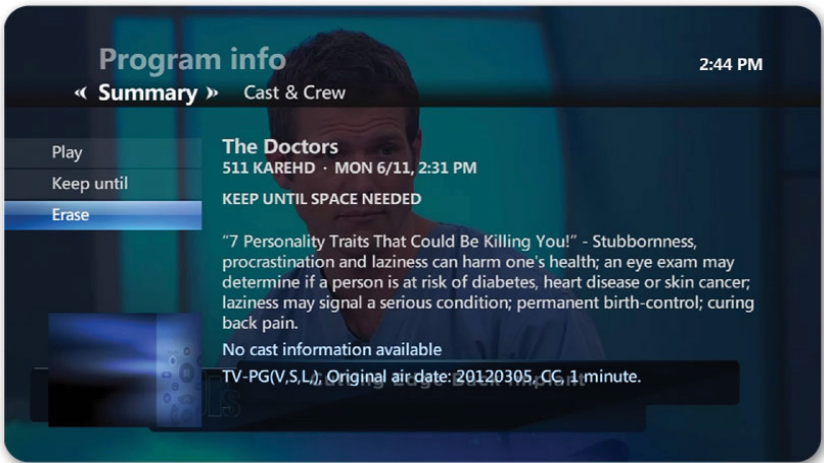 Program info
2:44 PM
« Summary » Cast & Crew
Play
Keep until
Erase
The Doctors
511 KAREHD · MON 6/11, 2:31 PM
KEEP UNTIL SPACE NEEDED
"7 Personality Traits That Could Be Killing You!" - Stubbornness,
procrastination and laziness can harm one's health; an eye exam may
determine if a person is at risk of diabetes, heart disease or skin cancer;
laziness may signal a serious condition; permanent birth-control; curing
back pain.
No cast information available
TV-PG(V,S,L), Original air date: 20120305, CC, 1 minute.